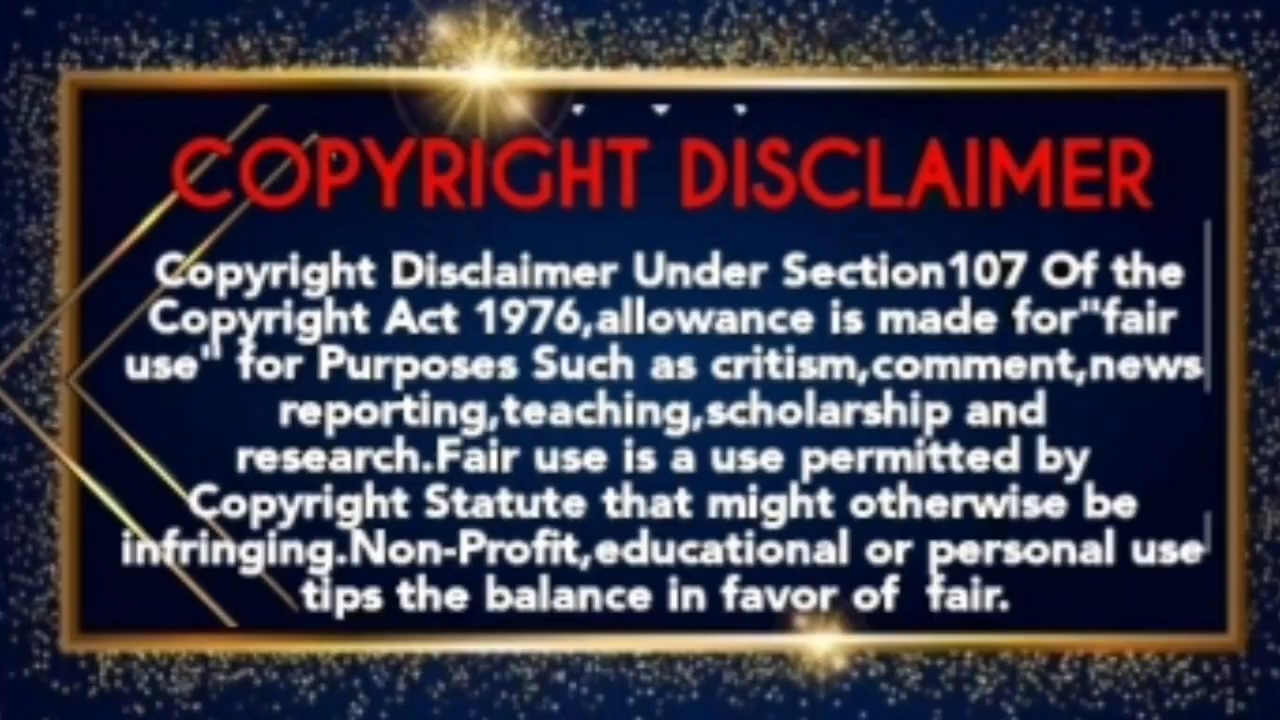 COPYRIGHT DISCLAIMER
Copyright Disclaimer Under Section107 Of the
Copyright Act 1976,allowance is made for"fair
use" for Purposes Such as critism,comment,news
reporting,teaching,scholarship and
research.Fair use is a use permitted by
Copyright Statute that might otherwise be
infringing.Non-Profit,educational or personal use
tips the balance in favor of fair.